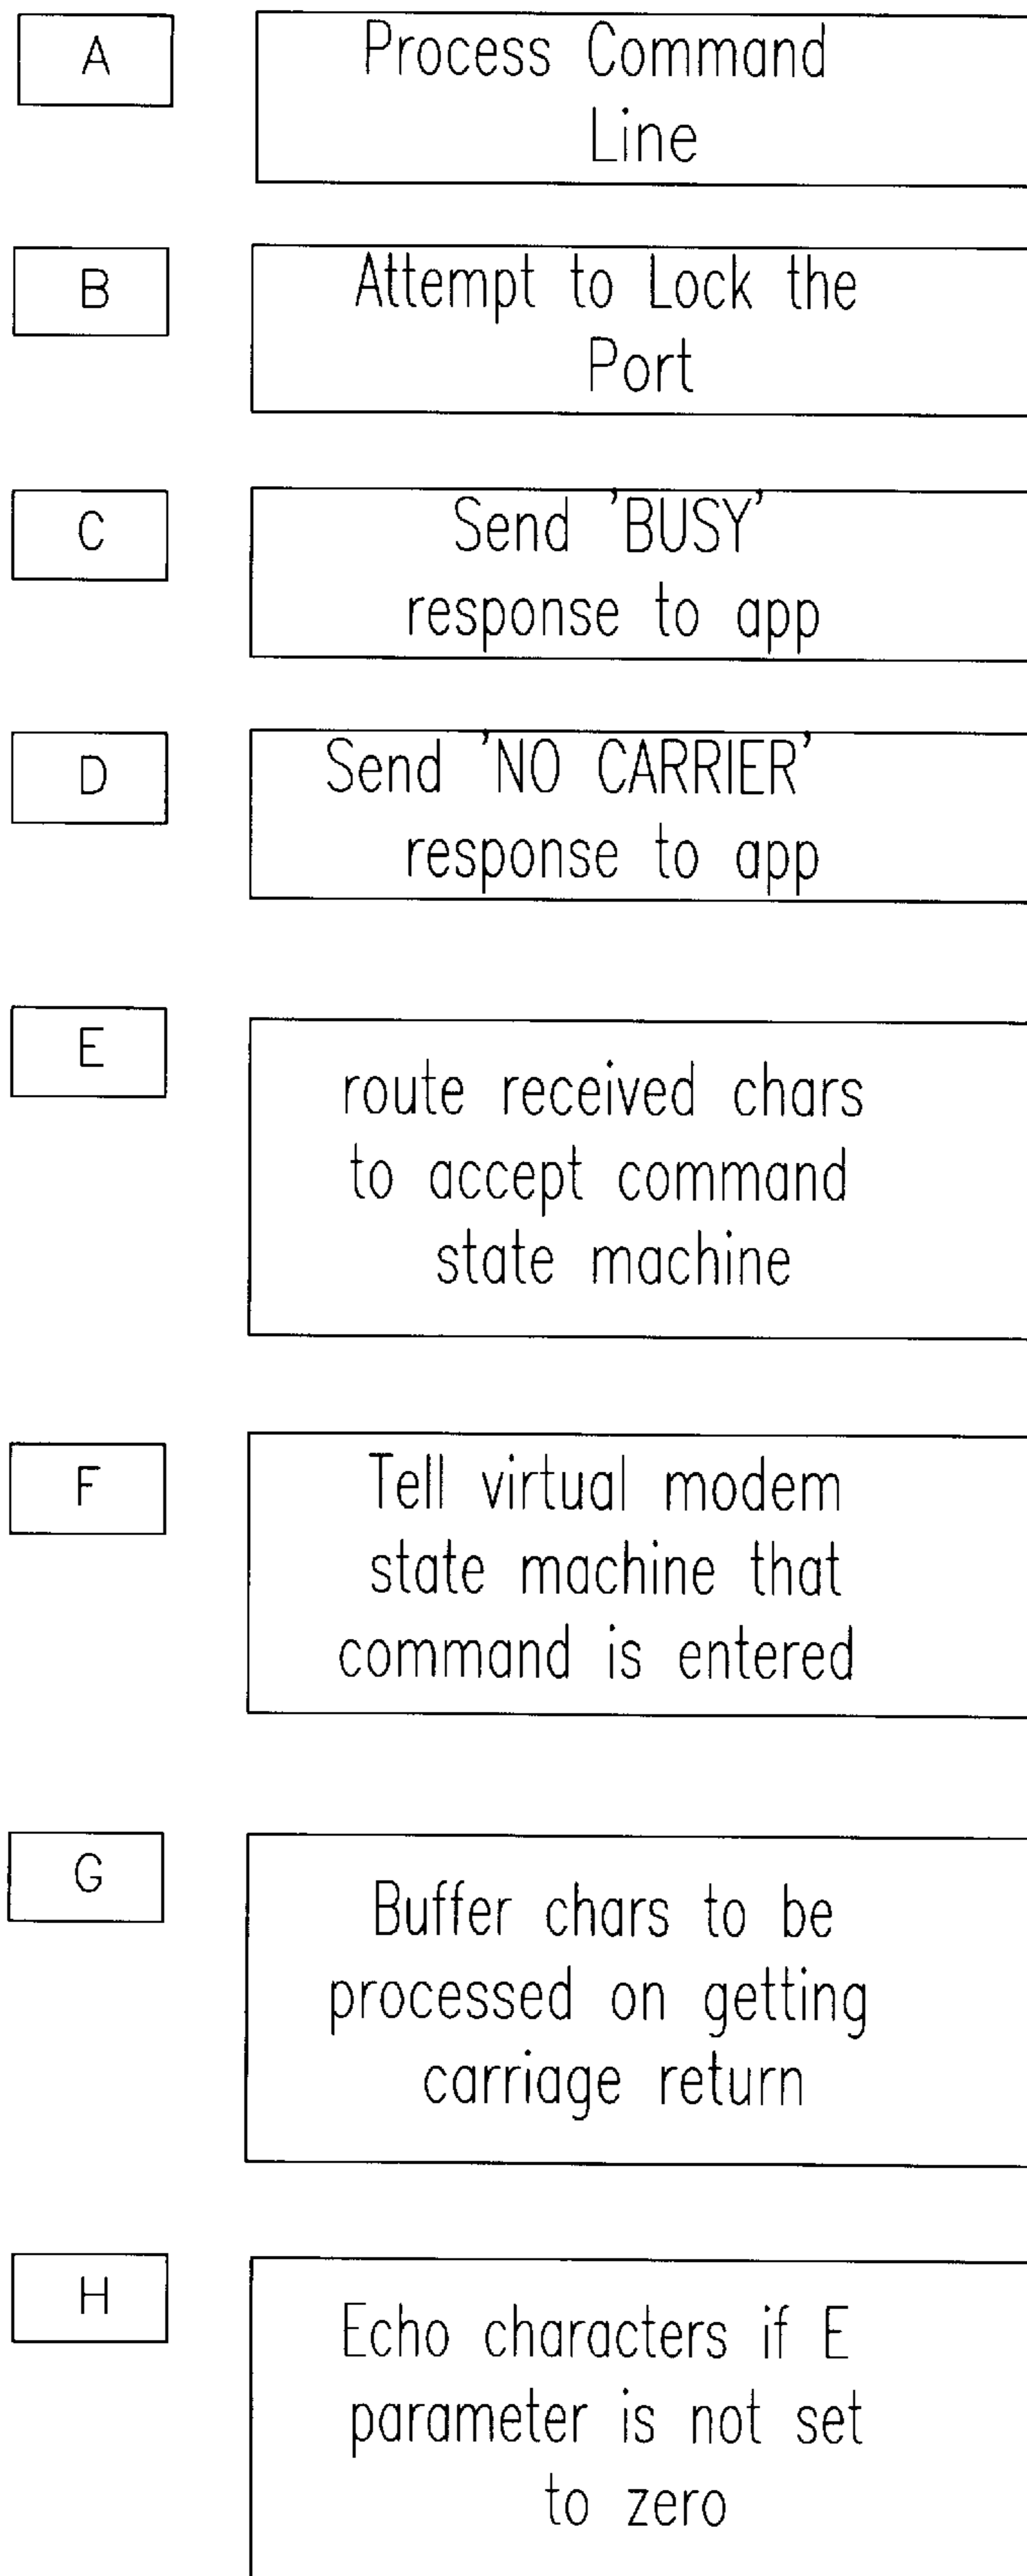 A
Process Command
Line
B
Attempt to Lock the
Port
C
Send 'BUSY'
response to app
D
Send 'NO CARRIER'
response to app
E
route received chars
to accept command
state machine
F
Tell virtual modem
state machine that
command is entered
G
Buffer chars to be
processed on getting
carriage return
H
Echo characters if E
parameter is not set
to zero